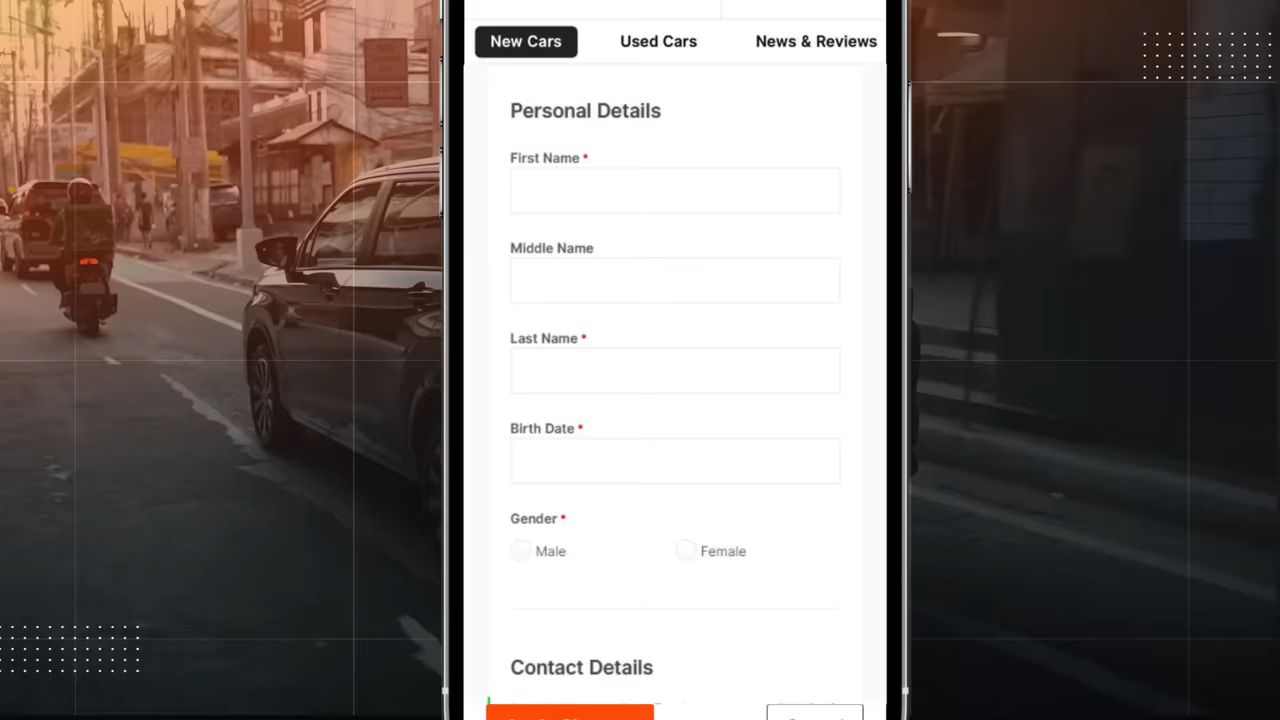 New Cars
Used Cars
News & Reviews
Personal Details
First Name *
Middle Name
Last Name *
Birth Date *
Gender *
Male
Female
Contact Details